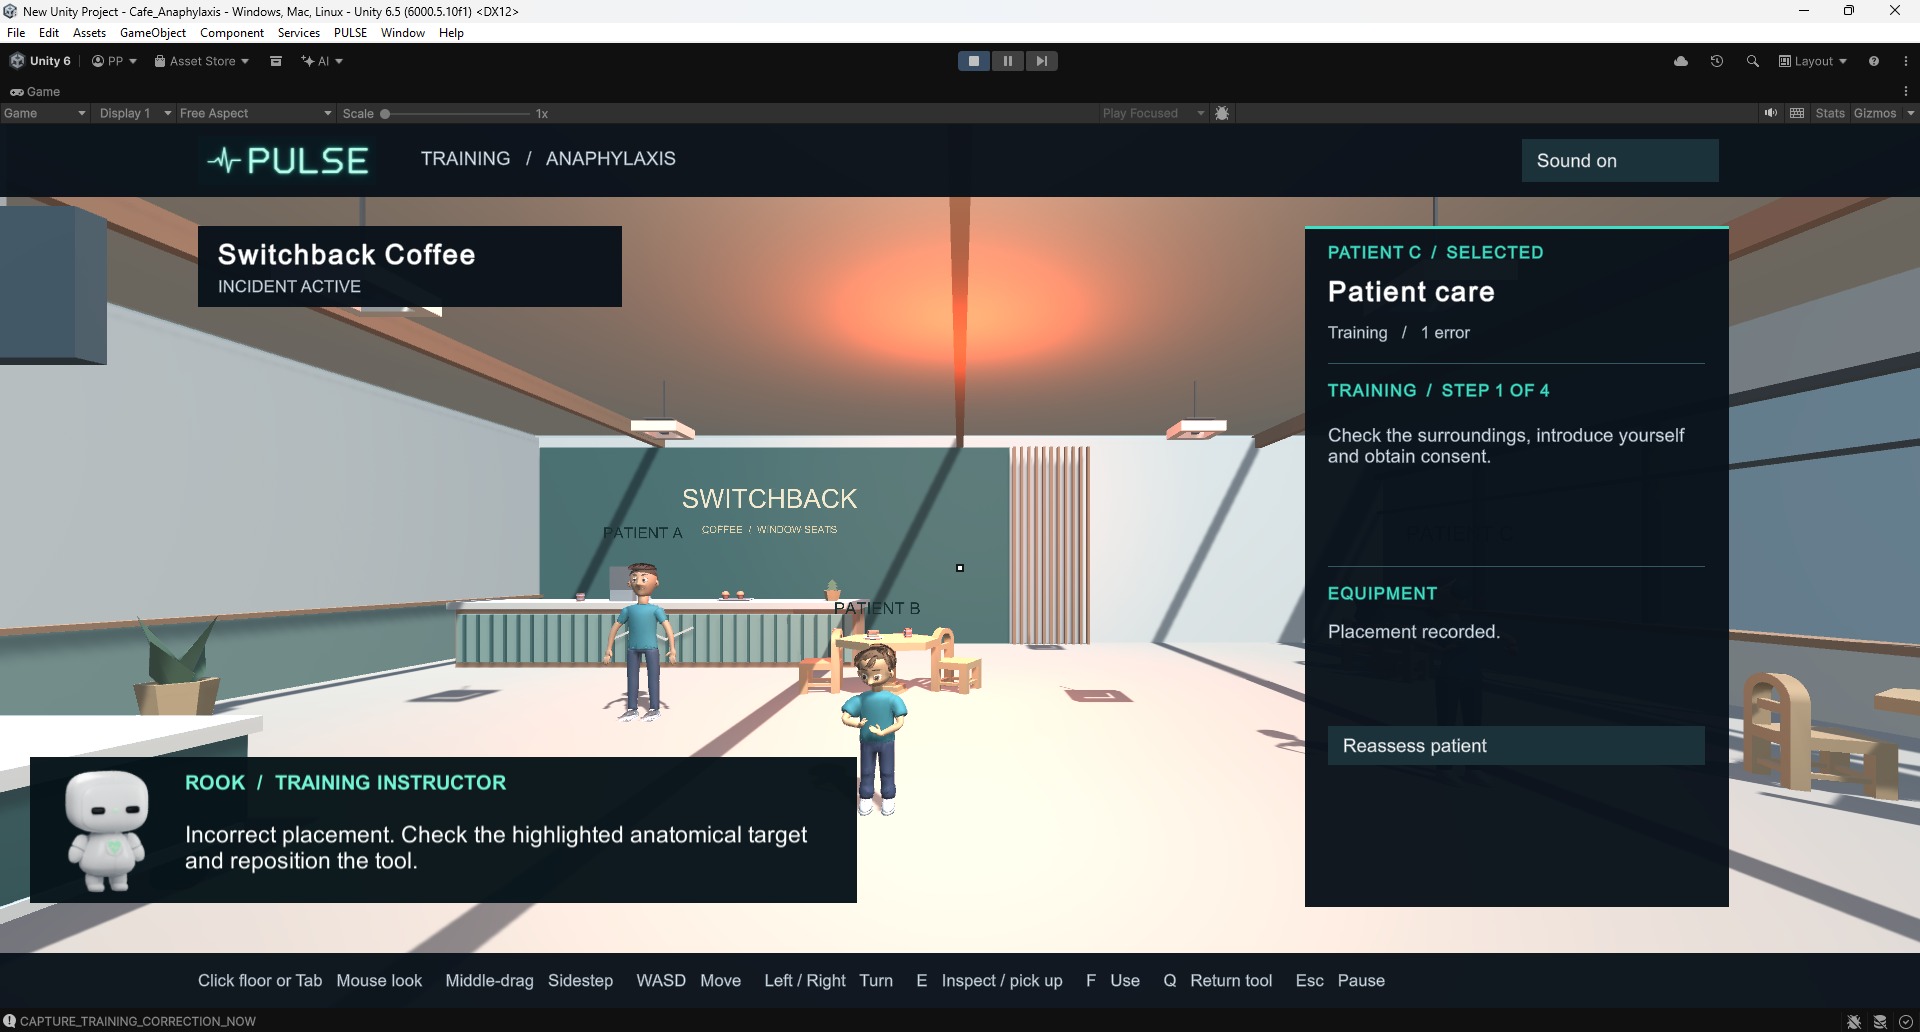 New Unity Project - Cafe_Anaphylaxis - Windows, Mac, Linux - Unity 6.5 (6000.5.10f1) <DX12>
File Edit Assets GameObject Component Services PULSE Window Help
Unity 6 PP Asset Store AI Layout
Game
Game Display 1 Free Aspect Scale 1x Play Focused Stats Gizmos
PULSE TRAINING / ANAPHYLAXIS Sound on
Switchback Coffee
INCIDENT ACTIVE
PATIENT C / SELECTED
Patient care
Training / 1 error
TRAINING / STEP 1 OF 4
Check the surroundings, introduce yourself
and obtain consent.
PATIENT C
EQUIPMENT
Placement recorded.
Reassess patient
SWITCHBACK
COFFEE / WINDOW SEATS
PATIENT A
PATIENT B
ROOK / TRAINING INSTRUCTOR
Incorrect placement. Check the highlighted anatomical target
and reposition the tool.
Click floor or Tab Mouse look Middle-drag Sidestep WASD Move Left / Right Turn E Inspect / pick up F Use Q Return tool Esc Pause
CAPTURE_TRAINING_CORRECTION_NOW